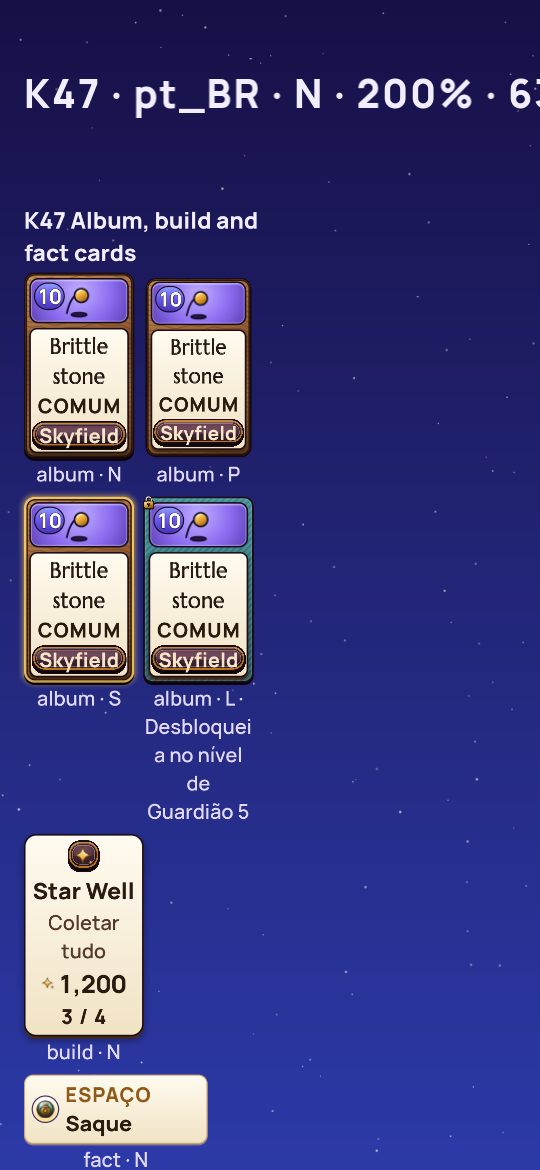 K47 · pt_BR · N · 200% ·
K47 Album, build and
fact cards
10
Brittle
stone
COMUM
Skyfield
album · N
10
Brittle
stone
COMUM
Skyfield
album · P
10
Brittle
stone
COMUM
Skyfield
album · S
10
Brittle
stone
COMUM
Skyfield
album · L ·
Desbloquei
a no nível
de
Guardião 5
Star Well
Coletar
tudo
1,200
3 / 4
build · N
ESPAÇO
Saque
fact · N